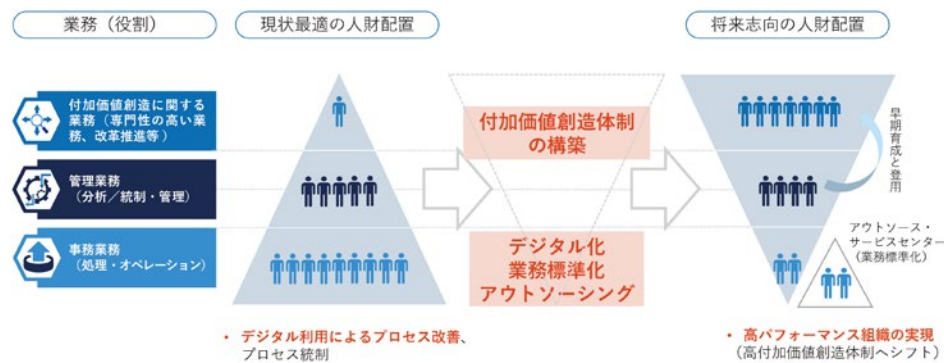 業務（役割）
現状最適の人財配置
将来志向の人財配置
付加価値創造に関する
業務（専門性の高い業
務、改革推進等）
管理業務
（分析／統制・管理）
事務業務
（処理・オペレーション）
付加価値創造体制
の構築
デジタル化
業務標準化
アウトソーシング
早期育成と登用
アウトソース・
サービスセンター
（業務標準化）
• デジタル利用によるプロセス改善、
プロセス統制
• 高パフォーマンス組織の実現
（高付加価値創造体制へシフト）